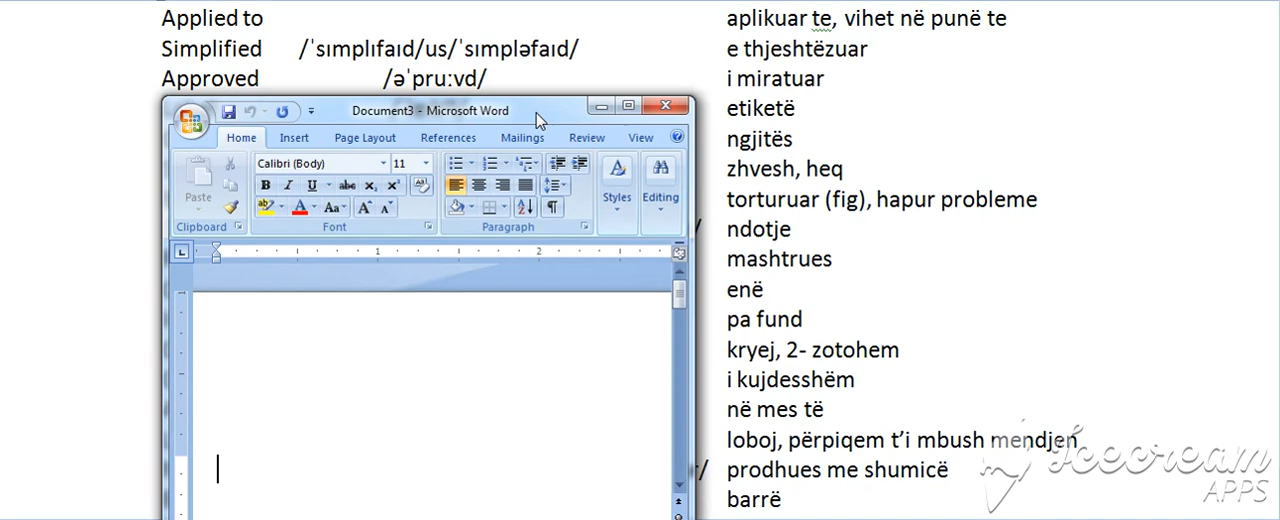 Applied to aplikuar te, vihet në punë te
Simplified /ˈsɪmplɪfaɪd/us/ˈsɪmpləfaɪd/ e thjeshtëzuar
Approved /əˈpruːvd/ i miratuar
Document3 - Microsoft Word etiketë
Home Insert Page Layout References Mailings Review View ngjitës
Calibri (Body) 11 zhvesh, heq
Paste Styles Editing torturuar (fig), hapur probleme
Clipboard Font Paragraph / ndotje
1 2 mashtrues
enë
pa fund
kryej, 2- zotohem
i kujdesshëm
në mes të
loboj, përpiqem t’i mbush mendjen
/ prodhues me shumicë
barrë
Icecream
APPS